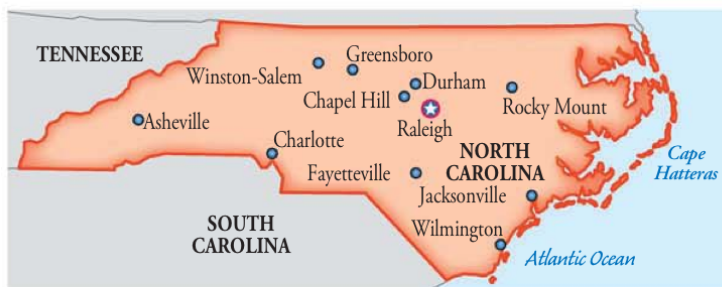 TENNESSEE
Greensboro
Winston-Salem
Durham
Chapel Hill
Rocky Mount
Asheville
Raleigh
Charlotte
NORTH
CAROLINA
Cape
Hatteras
Fayetteville
Jacksonville
SOUTH
CAROLINA
Wilmington
Atlantic Ocean